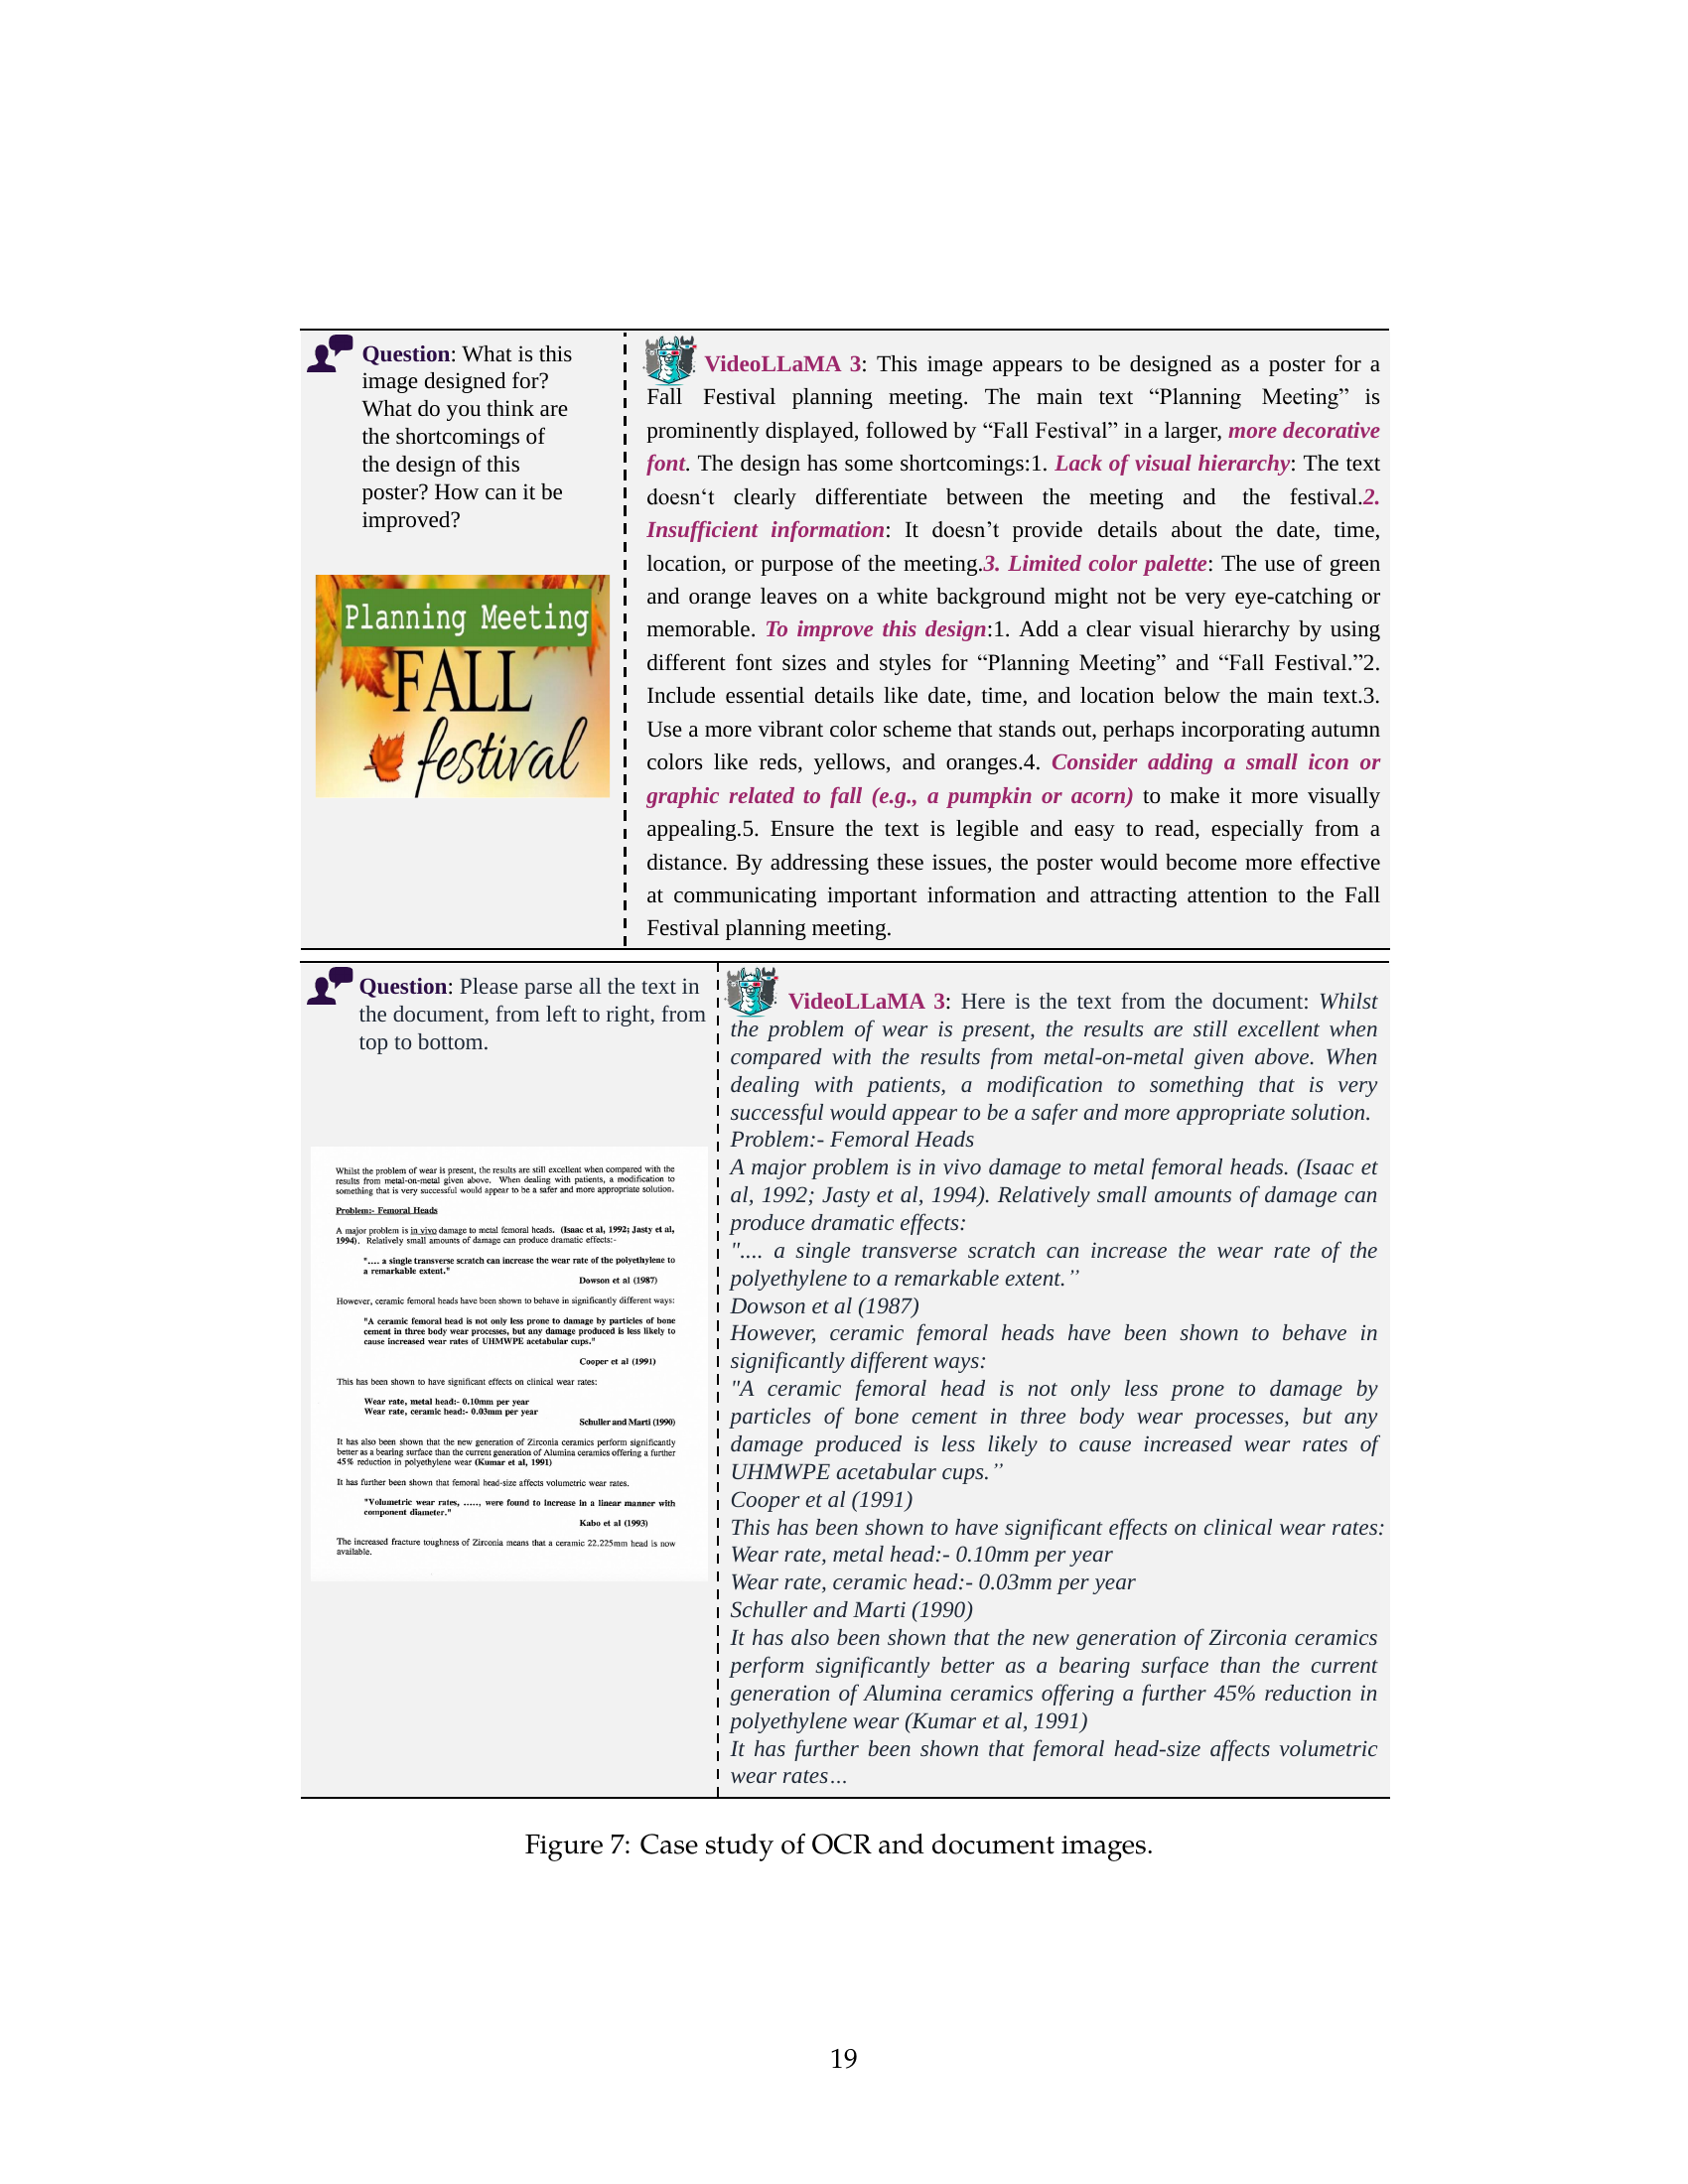 Question: What is this
image designed for?
What do you think are
the shortcomings of
the design of this
poster? How can it be
improved?
Planning Meeting
FALL
festival
VideoLLaMA 3: This image appears to be designed as a poster for a
Fall Festival planning meeting. The main text “Planning Meeting” is
prominently displayed, followed by “Fall Festival” in a larger, more decorative
font. The design has some shortcomings:1. Lack of visual hierarchy: The text
doesn‘t clearly differentiate between the meeting and the festival.2.
Insufficient information: It doesn’t provide details about the date, time,
location, or purpose of the meeting.3. Limited color palette: The use of green
and orange leaves on a white background might not be very eye-catching or
memorable. To improve this design:1. Add a clear visual hierarchy by using
different font sizes and styles for “Planning Meeting” and “Fall Festival.”2.
Include essential details like date, time, and location below the main text.3.
Use a more vibrant color scheme that stands out, perhaps incorporating autumn
colors like reds, yellows, and oranges.4. Consider adding a small icon or
graphic related to fall (e.g., a pumpkin or acorn) to make it more visually
appealing.5. Ensure the text is legible and easy to read, especially from a
distance. By addressing these issues, the poster would become more effective
at communicating important information and attracting attention to the Fall
Festival planning meeting.
Question: Please parse all the text in
the document, from left to right, from
top to bottom.
Whilst the problem of wear is present, the results are still excellent when compared with the
results from metal-on-metal given above. When dealing with patients, a modification to
something that is very successful would appear to be a safer and more appropriate solution.
Problem:- Femoral Heads
A major problem is in vivo damage to metal femoral heads. (Isaac et al, 1992; Jasty et al,
1994). Relatively small amounts of damage can produce dramatic effects:-
".... a single transverse scratch can increase the wear rate of the polyethylene to
a remarkable extent."
Dowson et al (1987)
However, ceramic femoral heads have been shown to behave in significantly different ways:
"A ceramic femoral head is not only less prone to damage by particles of bone
cement in three body wear processes, but any damage produced is less likely to
cause increased wear rates of UHMWPE acetabular cups."
Cooper et al (1991)
This has been shown to have significant effects on clinical wear rates:
Wear rate, metal head:- 0.10mm per year
Wear rate, ceramic head:- 0.03mm per year
Schuller and Marti (1990)
It has also been shown that the new generation of Zirconia ceramics perform significantly
better as a bearing surface than the current generation of Alumina ceramics offering a further
45% reduction in polyethylene wear (Kumar et al, 1991)
It has further been shown that femoral head-size affects volumetric wear rates.
"Volumetric wear rates, ....., were found to increase in a linear manner with
component diameter."
Kabo et al (1993)
The increased fracture toughness of Zirconia means that a ceramic 22.225mm head is now
available.
VideoLLaMA 3: Here is the text from the document: Whilst
the problem of wear is present, the results are still excellent when
compared with the results from metal-on-metal given above. When
dealing with patients, a modification to something that is very
successful would appear to be a safer and more appropriate solution.
Problem:- Femoral Heads
A major problem is in vivo damage to metal femoral heads. (Isaac et
al, 1992; Jasty et al, 1994). Relatively small amounts of damage can
produce dramatic effects:
".... a single transverse scratch can increase the wear rate of the
polyethylene to a remarkable extent.”
Dowson et al (1987)
However, ceramic femoral heads have been shown to behave in
significantly different ways:
"A ceramic femoral head is not only less prone to damage by
particles of bone cement in three body wear processes, but any
damage produced is less likely to cause increased wear rates of
UHMWPE acetabular cups.”
Cooper et al (1991)
This has been shown to have significant effects on clinical wear rates:
Wear rate, metal head:- 0.10mm per year
Wear rate, ceramic head:- 0.03mm per year
Schuller and Marti (1990)
It has also been shown that the new generation of Zirconia ceramics
perform significantly better as a bearing surface than the current
generation of Alumina ceramics offering a further 45% reduction in
polyethylene wear (Kumar et al, 1991)
It has further been shown that femoral head-size affects volumetric
wear rates...
Figure 7: Case study of OCR and document images.
19